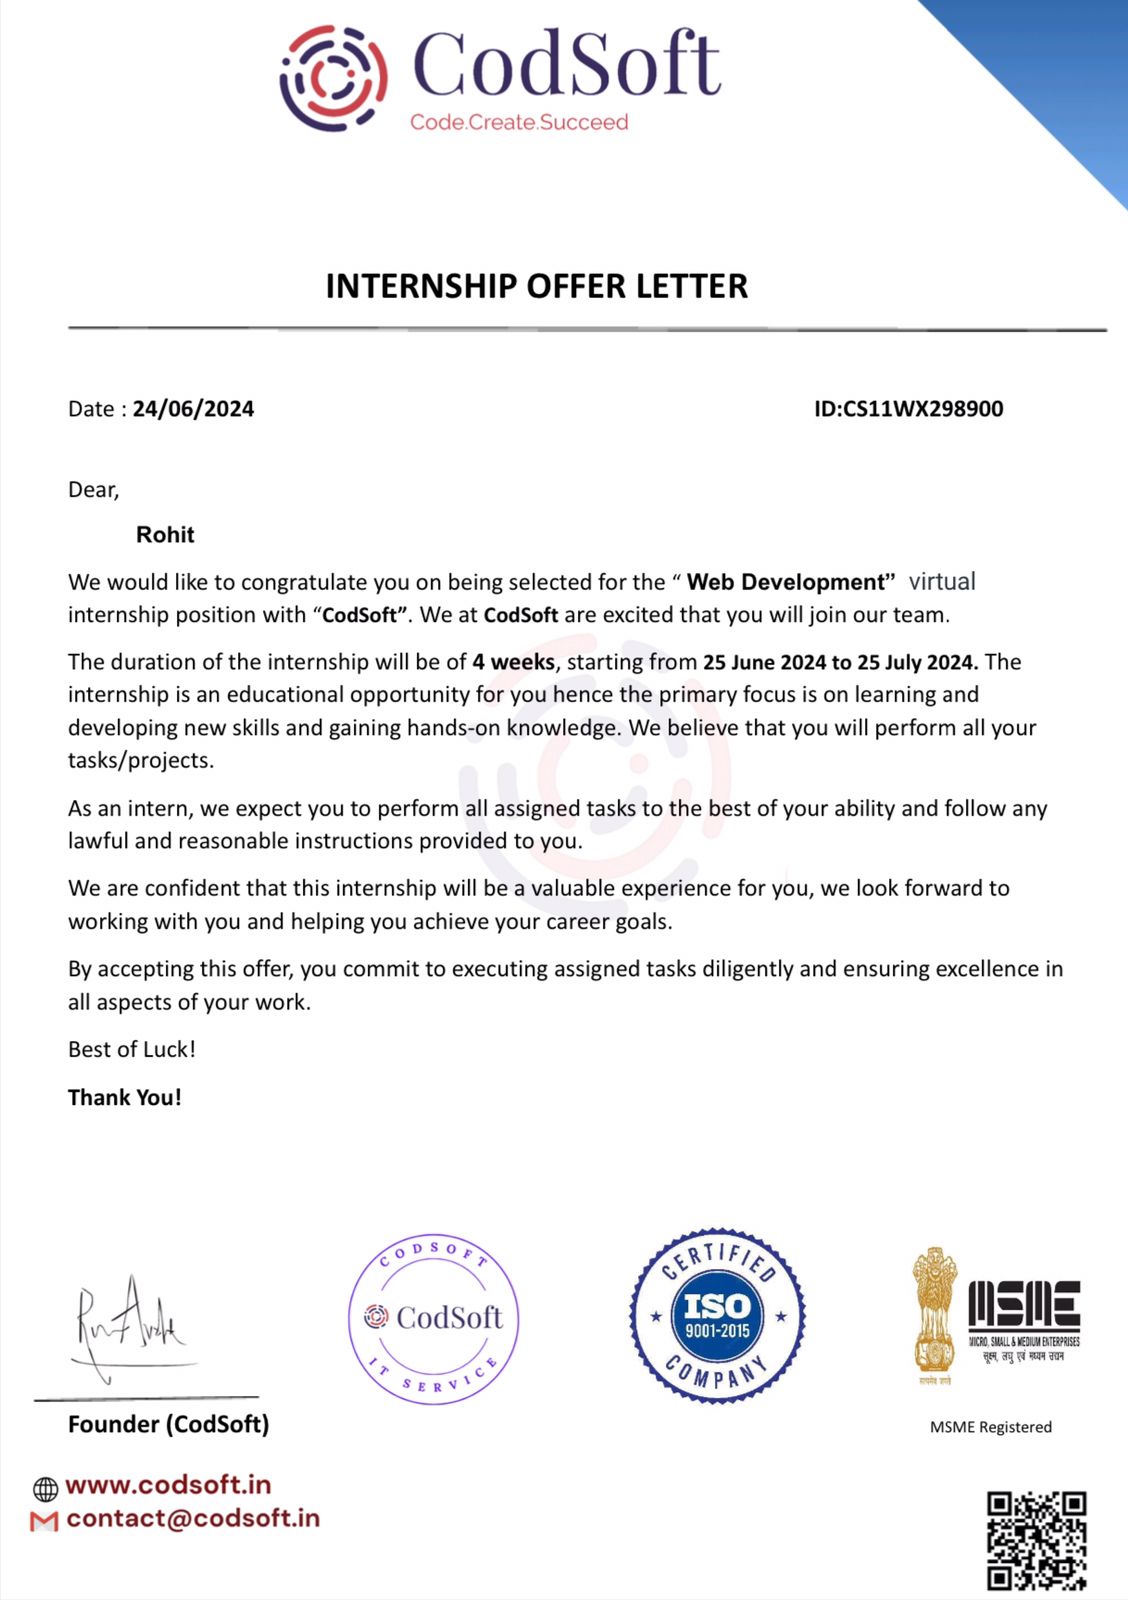 CodSoft
Code.Create.Succeed
INTERNSHIP OFFER LETTER
Date : 24/06/2024
ID:CS11WX298900
Dear,
Rohit
We would like to congratulate you on being selected for the “ Web Development” virtual
internship position with “CodSoft”. We at CodSoft are excited that you will join our team.
The duration of the internship will be of 4 weeks, starting from 25 June 2024 to 25 July 2024. The
internship is an educational opportunity for you hence the primary focus is on learning and
developing new skills and gaining hands-on knowledge. We believe that you will perform all your
tasks/projects.
As an intern, we expect you to perform all assigned tasks to the best of your ability and follow any
lawful and reasonable instructions provided to you.
We are confident that this internship will be a valuable experience for you, we look forward to
working with you and helping you achieve your career goals.
By accepting this offer, you commit to executing assigned tasks diligently and ensuring excellence in
all aspects of your work.
Best of Luck!
Thank You!
CODSOFT
CodSoft
IT SERVICE
CERTIFIED
ISO
9001-2015
COMPANY
सत्यमेव जयते
MSME
MICRO, SMALL & MEDIUM ENTERPRISES
सूक्ष्म, लघु एवं मध्यम उद्यम
Founder (CodSoft)
MSME Registered
www.codsoft.in
contact@codsoft.in